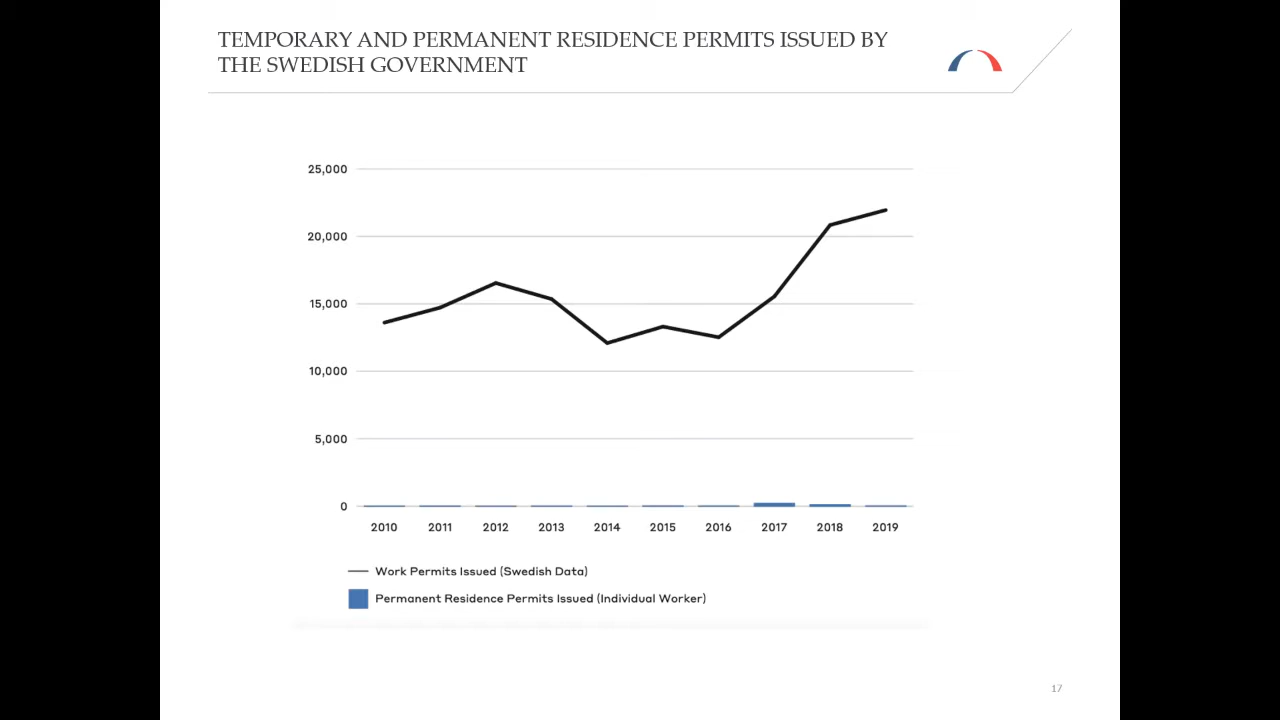 TEMPORARY AND PERMANENT RESIDENCE PERMITS ISSUED BY
THE SWEDISH GOVERNMENT
25,000
20,000
15,000
10,000
5,000
0
2010 2011 2012 2013 2014 2015 2016 2017 2018 2019
Work Permits Issued (Swedish Data)
Permanent Residence Permits Issued (Individual Worker)
17